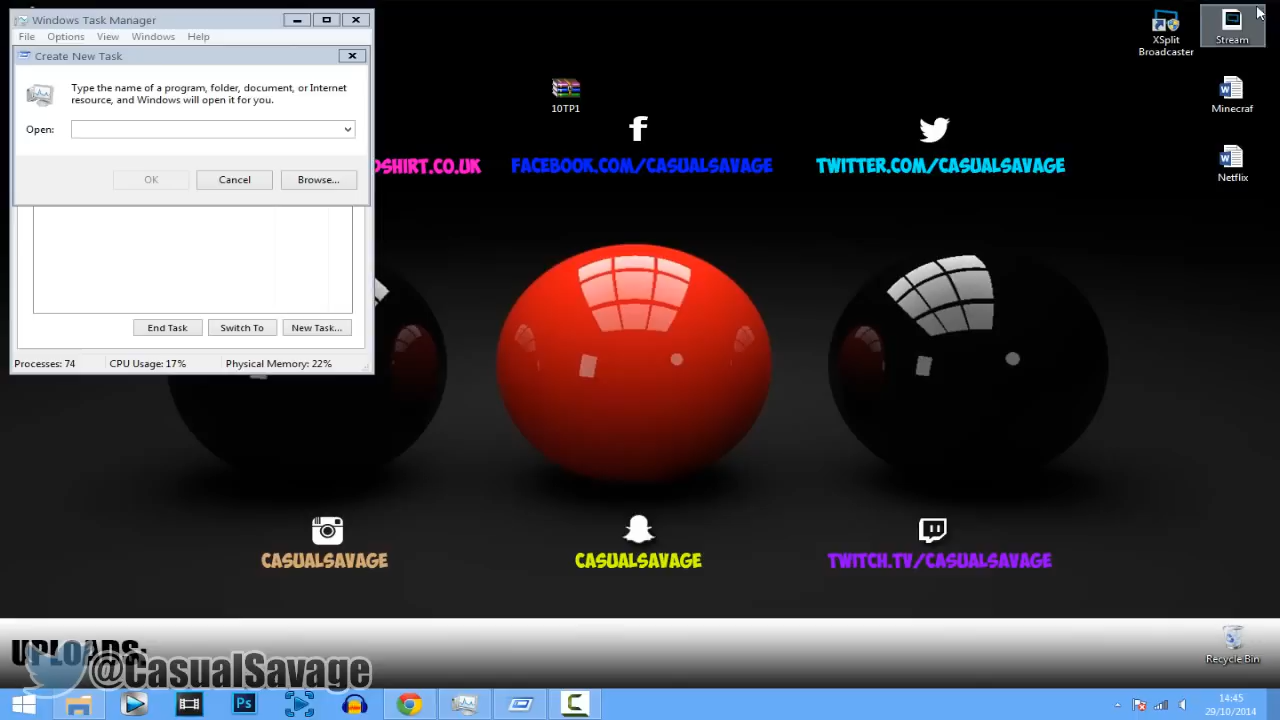 Windows Task Manager
File Options View Windows Help
Create New Task
Type the name of a program, folder, document, or Internet
resource, and Windows will open it for you.
Open:
OK Cancel Browse...
End Task Switch To New Task...
Processes: 74 CPU Usage: 17% Physical Memory: 22%
10TP1
XSplit
Broadcaster
Stream
Minecraf
Netflix
DSHIRT.CO.UK
FACEBOOK.COM/CASUALSAVAGE
TWITTER.COM/CASUALSAVAGE
CASUALSAVAGE
CASUALSAVAGE
TWITCH.TV/CASUALSAVAGE
UPLOADS:
@CasualSavage
Recycle Bin
Ps
14:45
29/10/2014